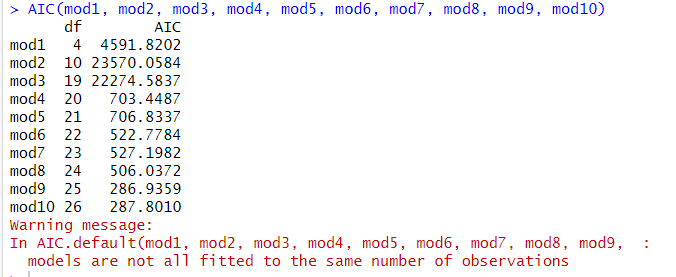 > AIC(mod1, mod2, mod3, mod4, mod5, mod6, mod7, mod8, mod9, mod10)
      df        AIC
mod1   4  4591.8202
mod2  10 23570.0584
mod3  19 22274.5837
mod4  20   703.4487
mod5  21   706.8337
mod6  22   522.7784
mod7  23   527.1982
mod8  24   506.0372
mod9  25   286.9359
mod10 26   287.8010
Warning message:
In AIC.default(mod1, mod2, mod3, mod4, mod5, mod6, mod7, mod8, mod9,  :
  models are not all fitted to the same number of observations